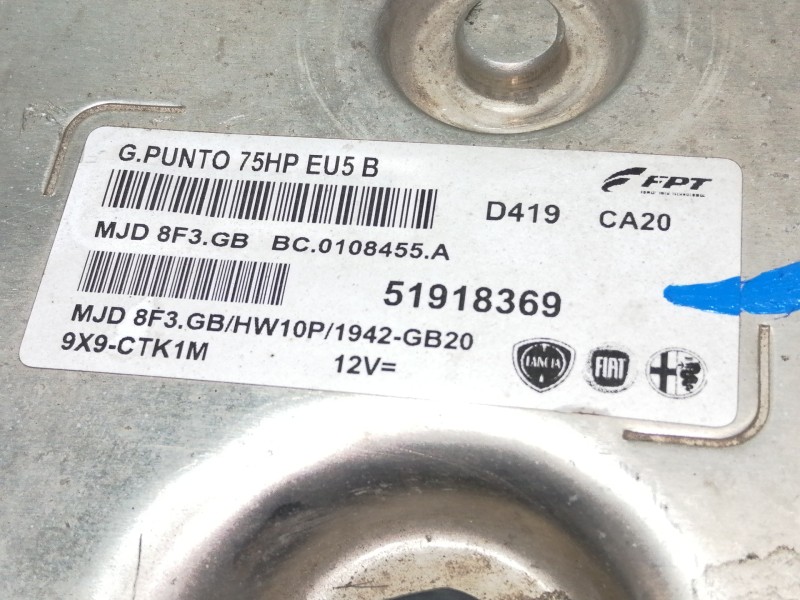 G.PUNTO 75HP EU5 B
FPT
D419 CA20
MJD 8F3.GB BC.0108455.A
51918369
MJD 8F3.GB/HW10P/1942-GB20
9X9-CTK1M
12V=
LANCIA
FIAT